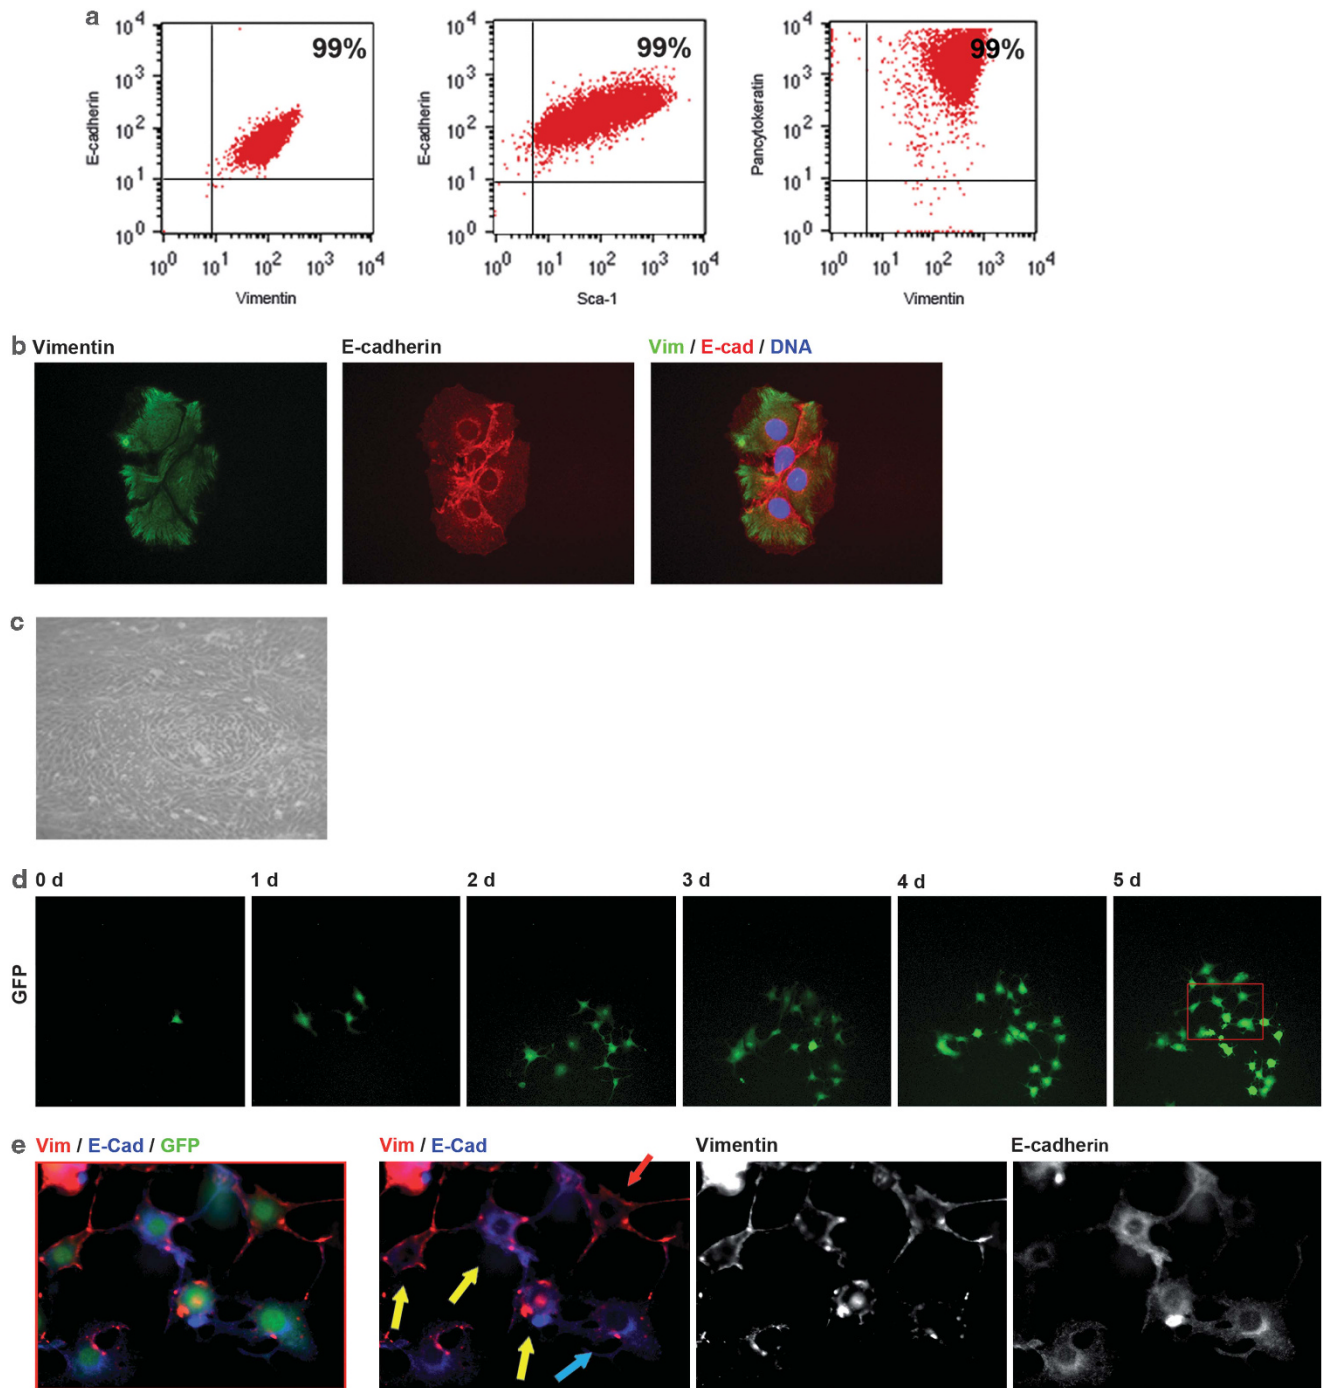 a
10^4 99% 10^4 99% 10^4 99%
10^3 10^3 10^3
10^2 10^2 10^2
10^1 10^1 10^1
10^0 10^0 10^0
E-cadherin E-cadherin Pancytokeratin
10^0 10^1 10^2 10^3 10^4 10^0 10^1 10^2 10^3 10^4 10^0 10^1 10^2 10^3 10^4
Vimentin Sca-1 Vimentin
b Vimentin E-cadherin Vim / E-cad / DNA
c
d 0 d 1 d 2 d 3 d 4 d 5 d
GFP
e Vim / E-Cad / GFP Vim / E-Cad Vimentin E-cadherin